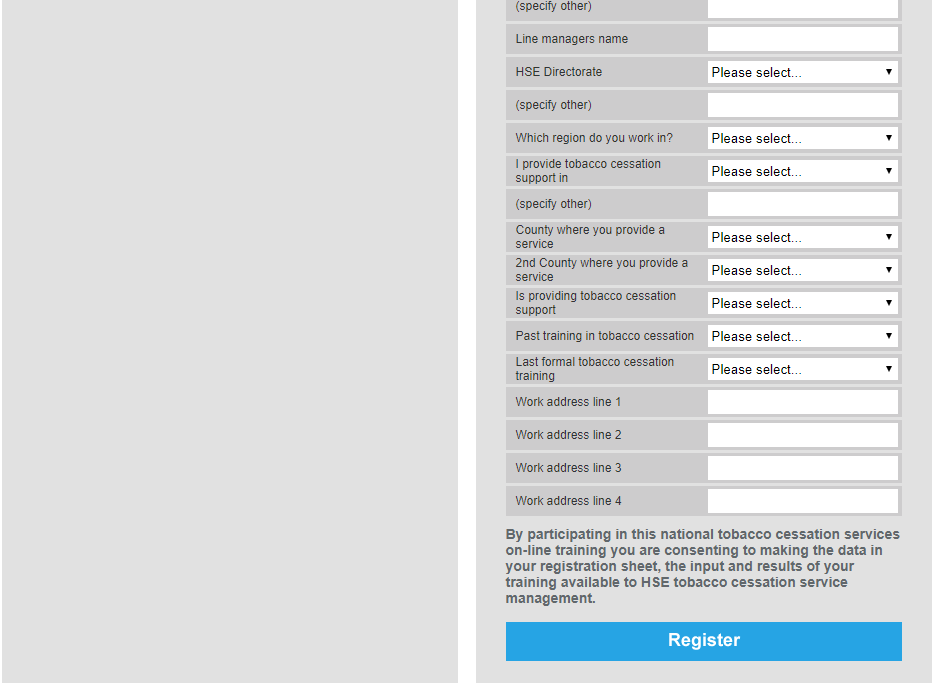 (specify other)
Line managers name
HSE Directorate Please select...
(specify other)
Which region do you work in? Please select...
I provide tobacco cessation
support in Please select...
(specify other)
County where you provide a
service Please select...
2nd County where you provide a
service Please select...
Is providing tobacco cessation
support Please select...
Past training in tobacco cessation Please select...
Last formal tobacco cessation
training Please select...
Work address line 1
Work address line 2
Work address line 3
Work address line 4
By participating in this national tobacco cessation services
on-line training you are consenting to making the data in
your registration sheet, the input and results of your
training available to HSE tobacco cessation service
management.
Register